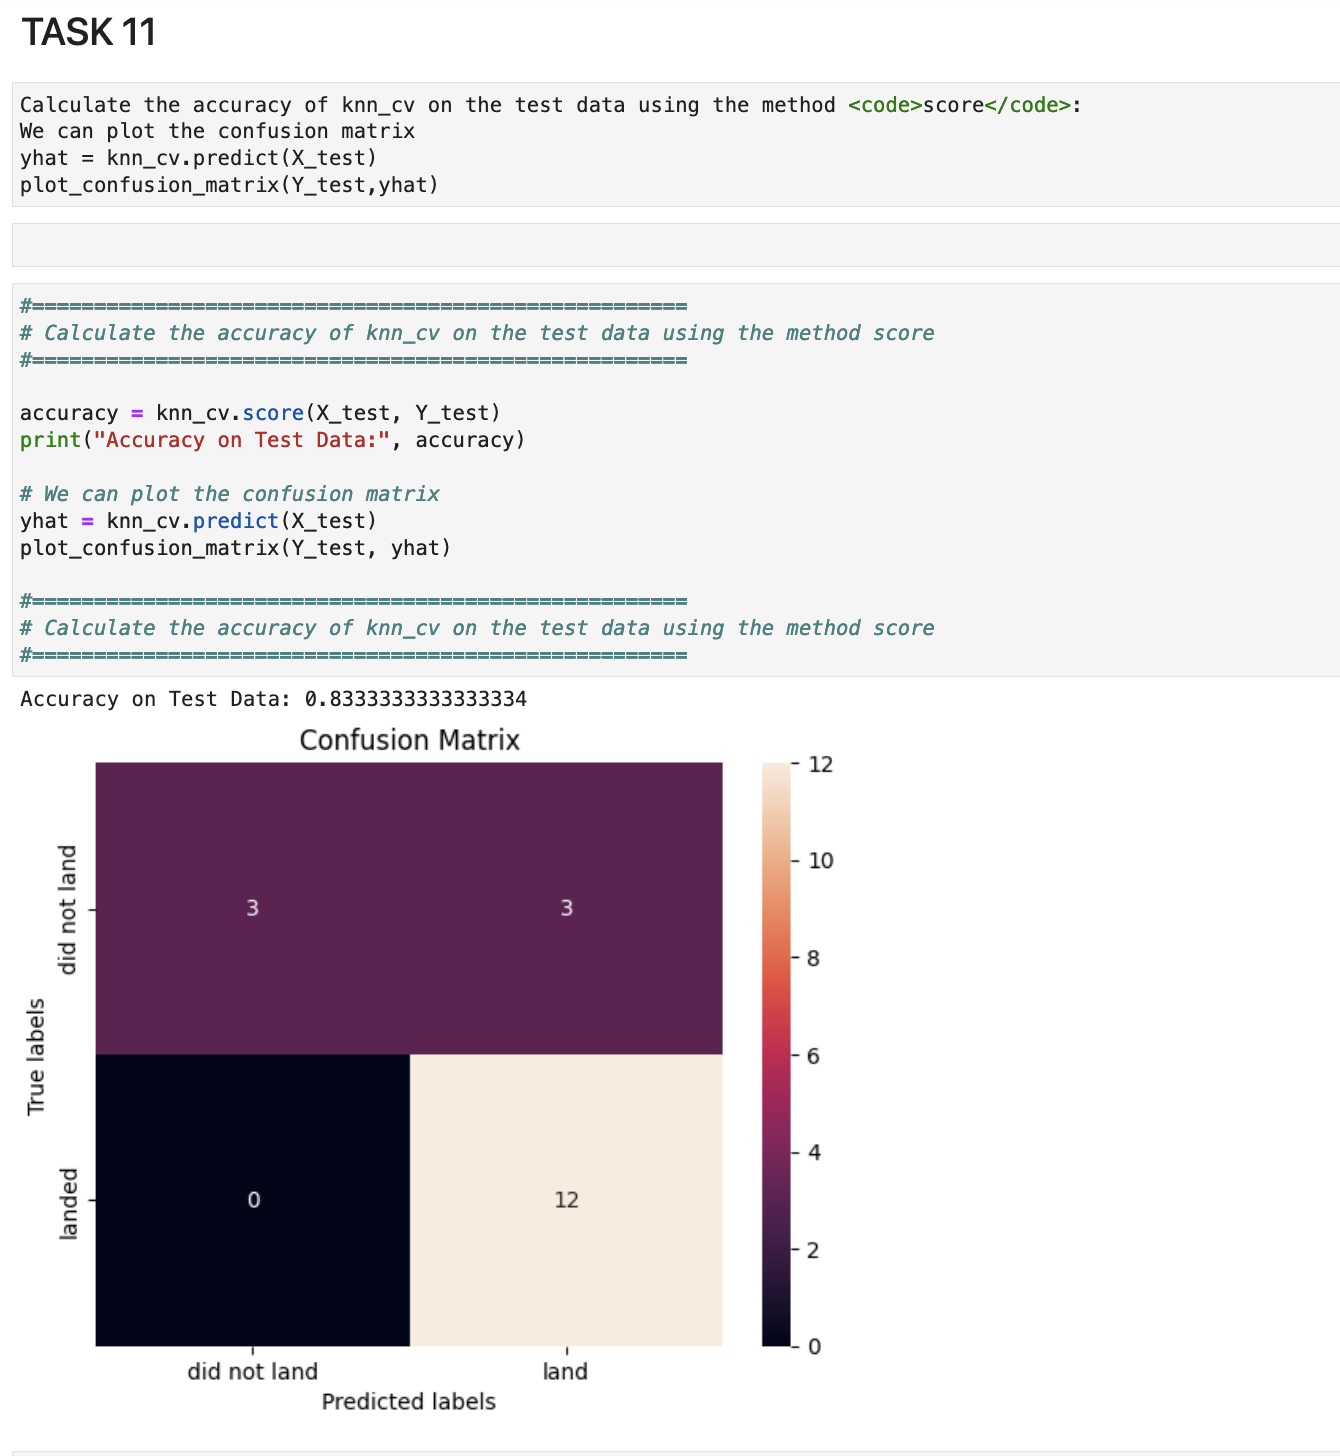 TASK 11
Calculate the accuracy of knn_cv on the test data using the method <code>score</code>:
We can plot the confusion matrix
yhat = knn_cv.predict(X_test)
plot_confusion_matrix(Y_test,yhat)
#=====================================================
# Calculate the accuracy of knn_cv on the test data using the method score
#=====================================================
accuracy = knn_cv.score(X_test, Y_test)
print("Accuracy on Test Data:", accuracy)
# We can plot the confusion matrix
yhat = knn_cv.predict(X_test)
plot_confusion_matrix(Y_test, yhat)
#=====================================================
# Calculate the accuracy of knn_cv on the test data using the method score
#=====================================================
Accuracy on Test Data: 0.8333333333333334
Confusion Matrix
12
10
8
6
4
2
0
True labels
did not land
3 3
landed
0 12
did not land land
Predicted labels